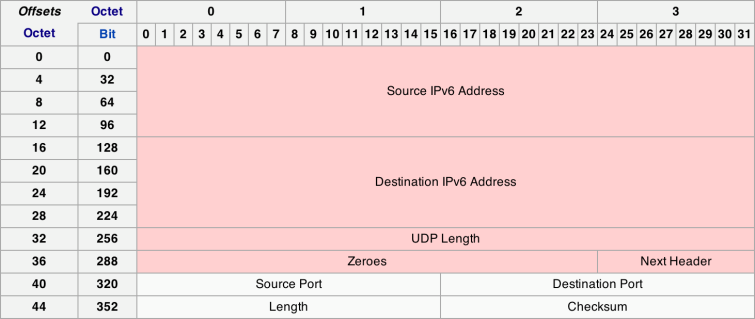 Offsets Octet 0 1 2 3
Octet Bit 0 1 2 3 4 5 6 7 8 9 10 11 12 13 14 15 16 17 18 19 20 21 22 23 24 25 26 27 28 29 30 31
0 0
4 32
Source IPv6 Address
8 64
12 96
16 128
20 160
Destination IPv6 Address
24 192
28 224
32 256 UDP Length
36 288 Zeroes Next Header
40 320 Source Port Destination Port
44 352 Length Checksum